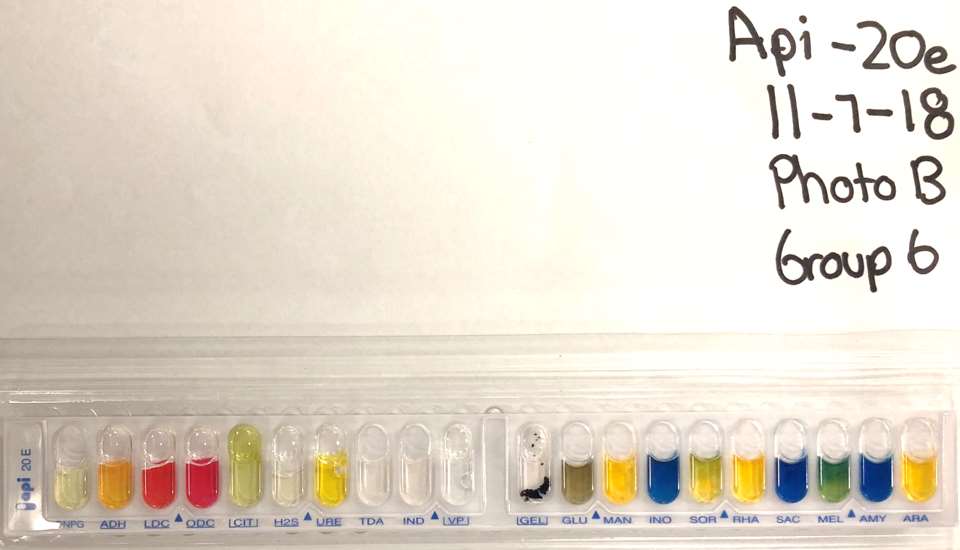 Api-20e
11-7-18
Photo B
Group 6
api 20 E
ONPG ADH LDC ODC CIT H2S URE TDA IND VP GEL GLU MAN INO SOR RHA SAC MEL AMY ARA